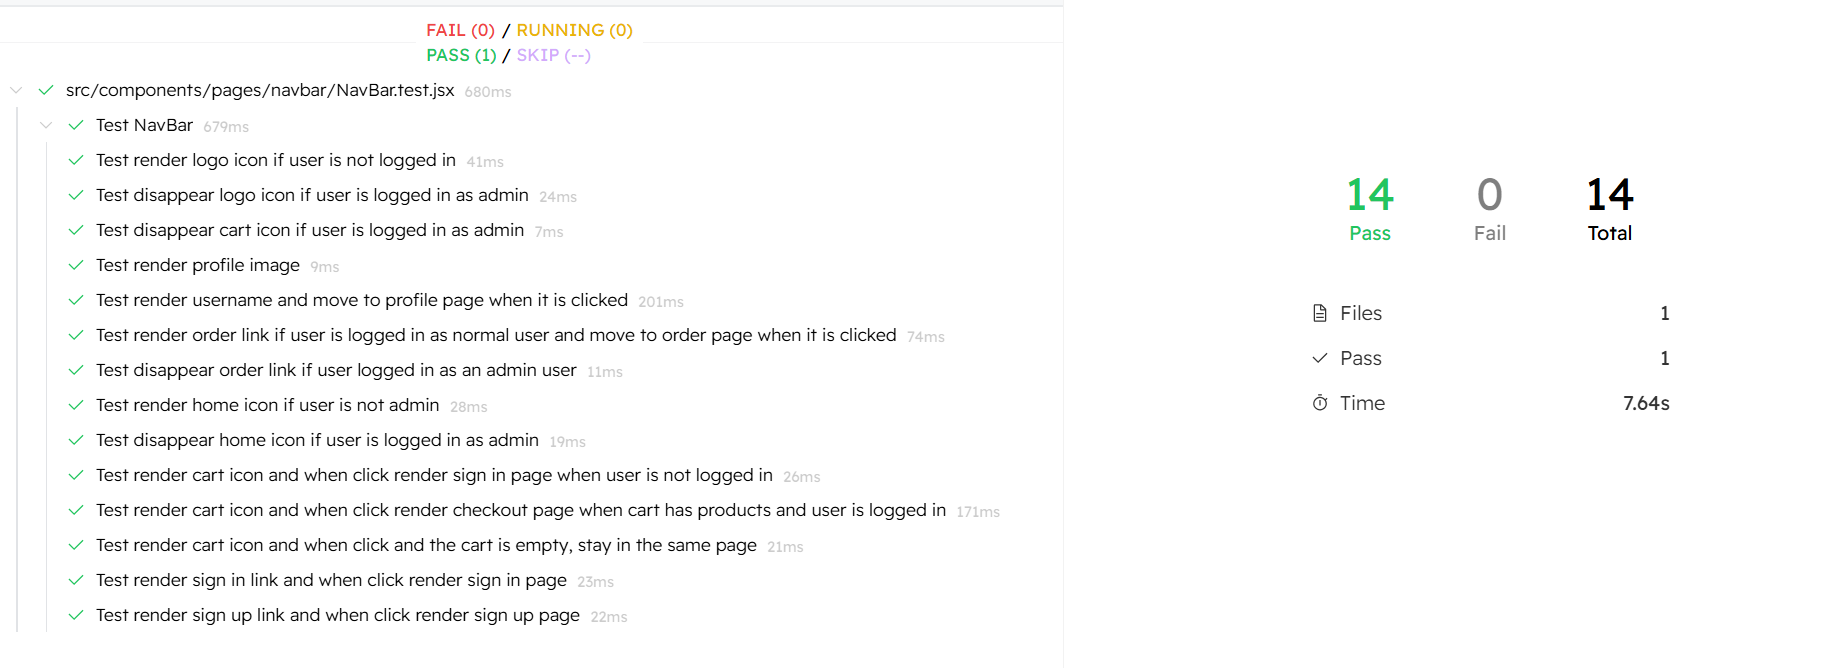 FAIL (0) / RUNNING (0)
PASS (1) / SKIP (--)
src/components/pages/navbar/NavBar.test.jsx 680ms
Test NavBar 679ms
Test render logo icon if user is not logged in 41ms
Test disappear logo icon if user is logged in as admin 24ms
Test disappear cart icon if user is logged in as admin 7ms
Test render profile image 9ms
Test render username and move to profile page when it is clicked 201ms
Test render order link if user is logged in as normal user and move to order page when it is clicked 74ms
Test disappear order link if user logged in as an admin user 11ms
Test render home icon if user is not admin 28ms
Test disappear home icon if user is logged in as admin 19ms
Test render cart icon and when click render sign in page when user is not logged in 26ms
Test render cart icon and when click render checkout page when cart has products and user is logged in 171ms
Test render cart icon and when click and the cart is empty, stay in the same page 21ms
Test render sign in link and when click render sign in page 23ms
Test render sign up link and when click render sign up page 22ms
14 0 14
Pass Fail Total
Files 1
Pass 1
Time 7.64s